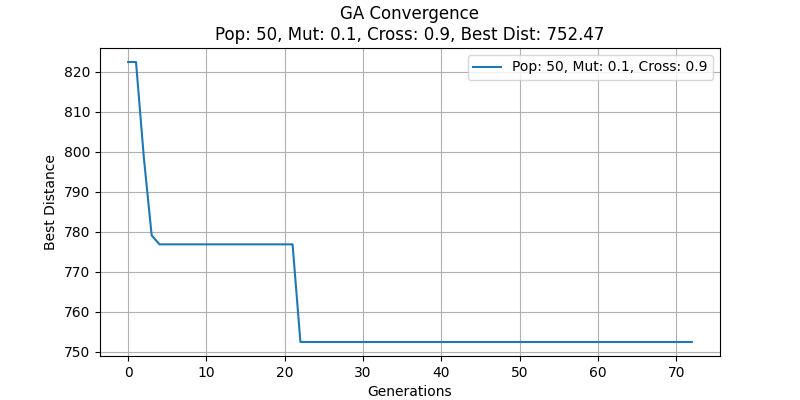 GA Convergence
Pop: 50, Mut: 0.1, Cross: 0.9, Best Dist: 752.47
Pop: 50, Mut: 0.1, Cross: 0.9
Best Distance
820
810
800
790
780
770
760
750
0 10 20 30 40 50 60 70
Generations